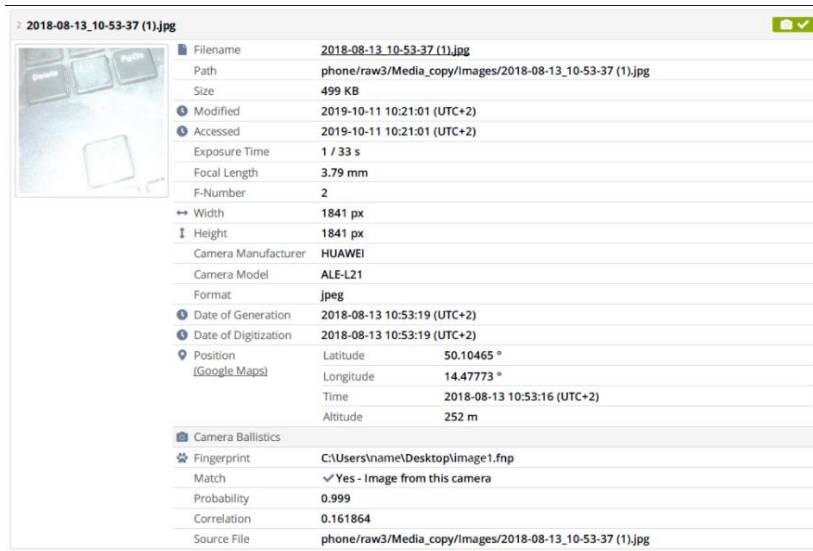 2 2018-08-13_10-53-37 (1).jpg
Delete
PgDn
Filename 2018-08-13_10-53-37 (1).jpg
Path phone/raw3/Media_copy/Images/2018-08-13_10-53-37 (1).jpg
Size 499 KB
Modified 2019-10-11 10:21:01 (UTC+2)
Accessed 2019-10-11 10:21:01 (UTC+2)
Exposure Time 1 / 33 s
Focal Length 3.79 mm
F-Number 2
Width 1841 px
Height 1841 px
Camera Manufacturer HUAWEI
Camera Model ALE-L21
Format jpeg
Date of Generation 2018-08-13 10:53:19 (UTC+2)
Date of Digitization 2018-08-13 10:53:19 (UTC+2)
Position Latitude 50.10465 °
(Google Maps) Longitude 14.47773 °
Time 2018-08-13 10:53:16 (UTC+2)
Altitude 252 m
Camera Ballistics
Fingerprint C:\Users\name\Desktop\image1.fnp
Match ✓Yes - Image from this camera
Probability 0.999
Correlation 0.161864
Source File phone/raw3/Media_copy/Images/2018-08-13_10-53-37 (1).jpg